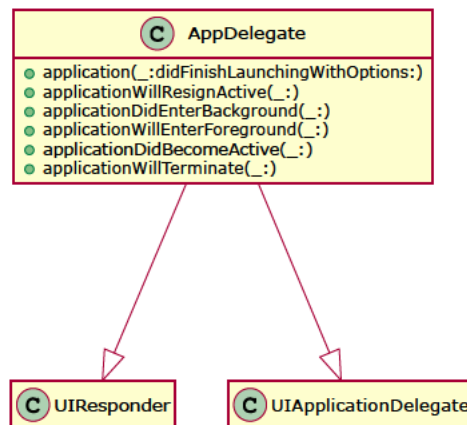 C AppDelegate
application(_:didFinishLaunchingWithOptions:)
applicationWillResignActive(_:)
applicationDidEnterBackground(_:)
applicationWillEnterForeground(_:)
applicationDidBecomeActive(_:)
applicationWillTerminate(_:)
C UIResponder
C UIApplicationDelegate